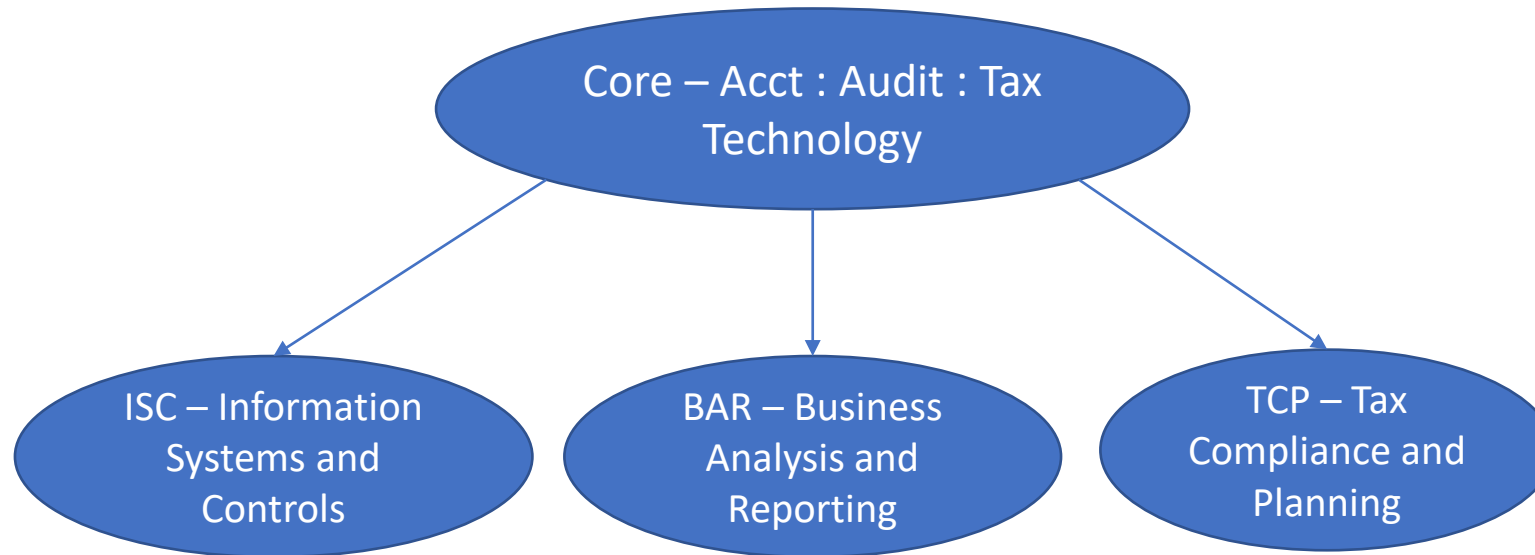 Core – Acct : Audit : Tax
Technology
ISC – Information
Systems and
Controls
BAR – Business
Analysis and
Reporting
TCP – Tax
Compliance and
Planning